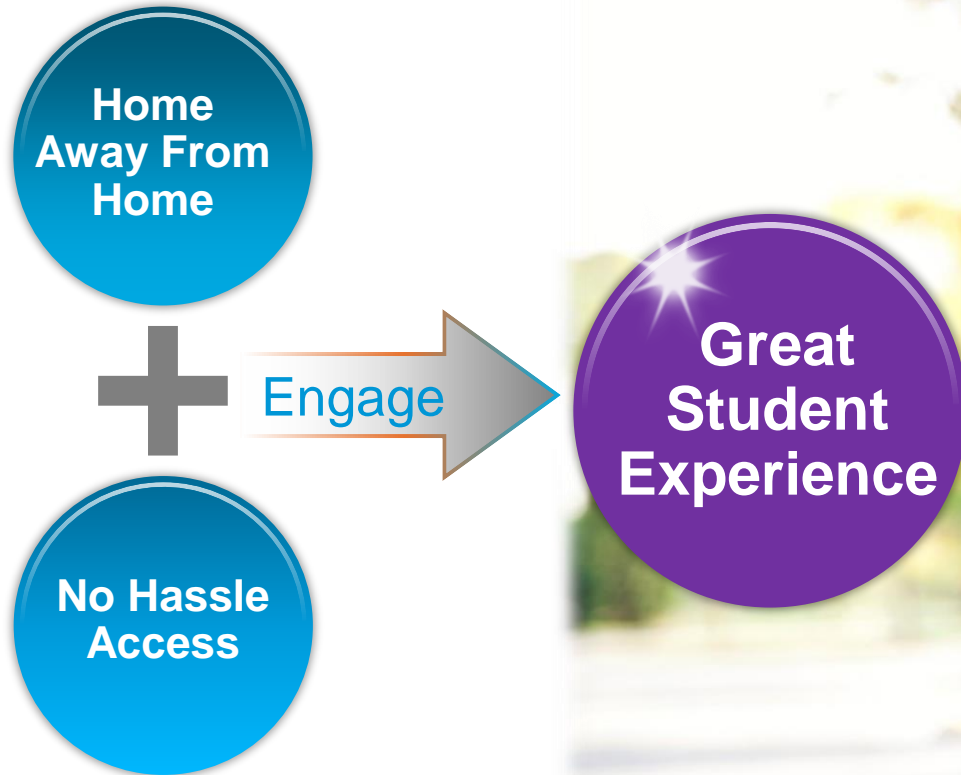 Home
Away From
Home
Engage
Great
Student
Experience
No Hassle
Access